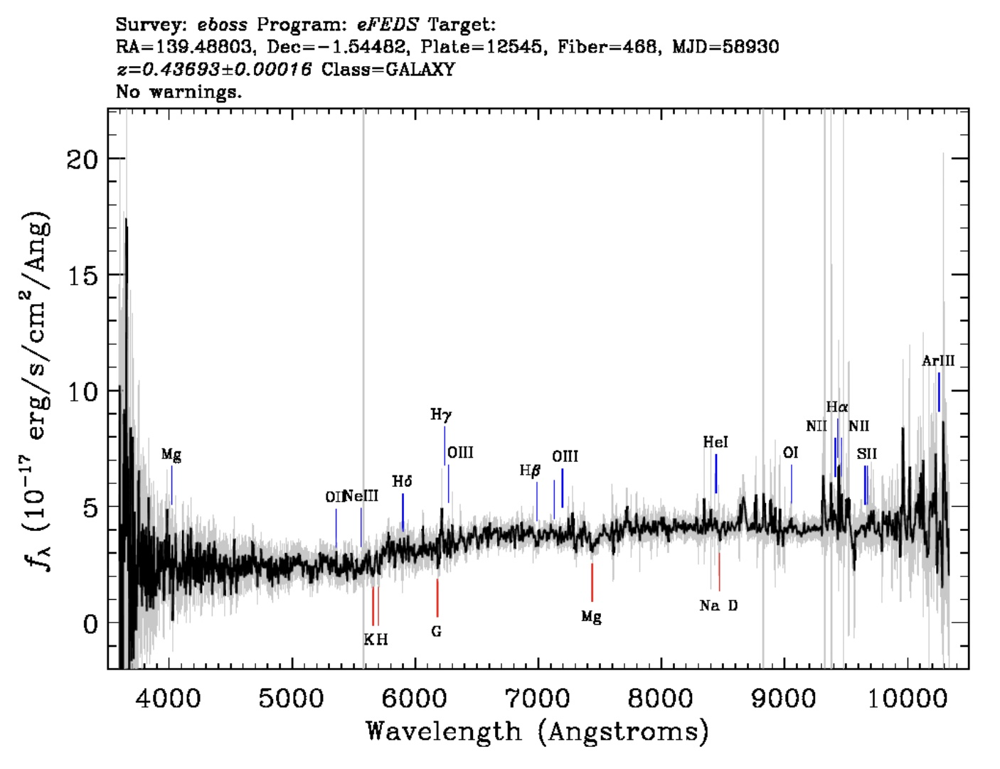 Survey: eboss Program: eFEDS Target:
RA=139.48803, Dec=−1.54482, Plate=12545, Fiber=468, MJD=58930
z=0.43693±0.00016 Class=GALAXY
No warnings.
20
15
10
5
0
f_λ (10^−17 erg/s/cm^2/Ang)
ArIII
Hα
Hγ
NII NII
HeI
OIII
OI
SII
Mg
OIII
Hβ
Hδ
OII NeIII
Na D
Mg
G
K H
4000 5000 6000 7000 8000 9000 10000
Wavelength (Angstroms)